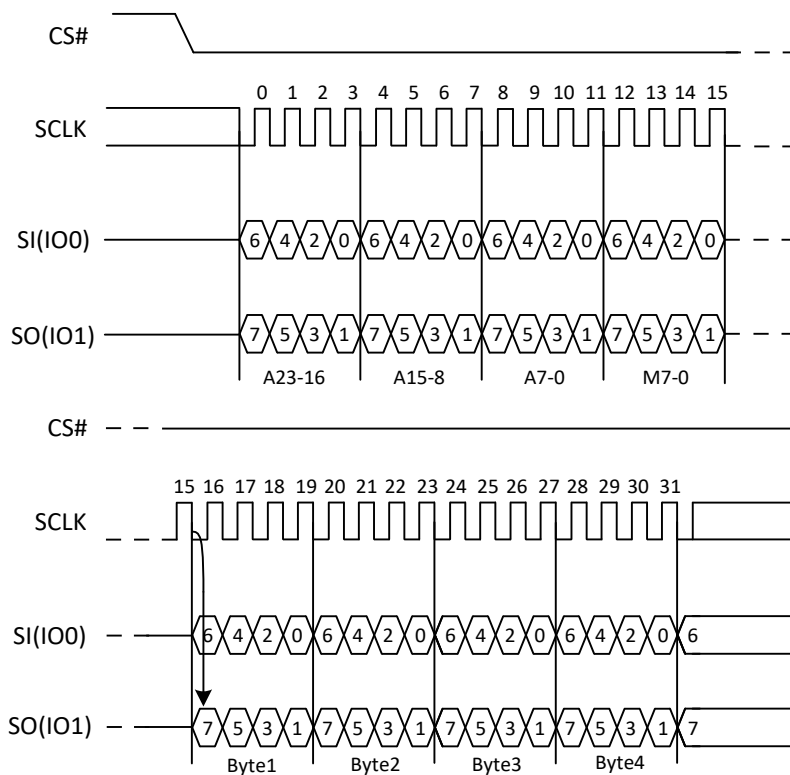 CS#
0 1 2 3 4 5 6 7 8 9 10 11 12 13 14 15
SCLK
SI(IO0) 6 4 2 0 6 4 2 0 6 4 2 0 6 4 2 0
SO(IO1) 7 5 3 1 7 5 3 1 7 5 3 1 7 5 3 1
A23-16 A15-8 A7-0 M7-0
CS#
15 16 17 18 19 20 21 22 23 24 25 26 27 28 29 30 31
SCLK
SI(IO0) 6 4 2 0 6 4 2 0 6 4 2 0 6 4 2 0 6
SO(IO1) 7 5 3 1 7 5 3 1 7 5 3 1 7 5 3 1 7
Byte1 Byte2 Byte3 Byte4